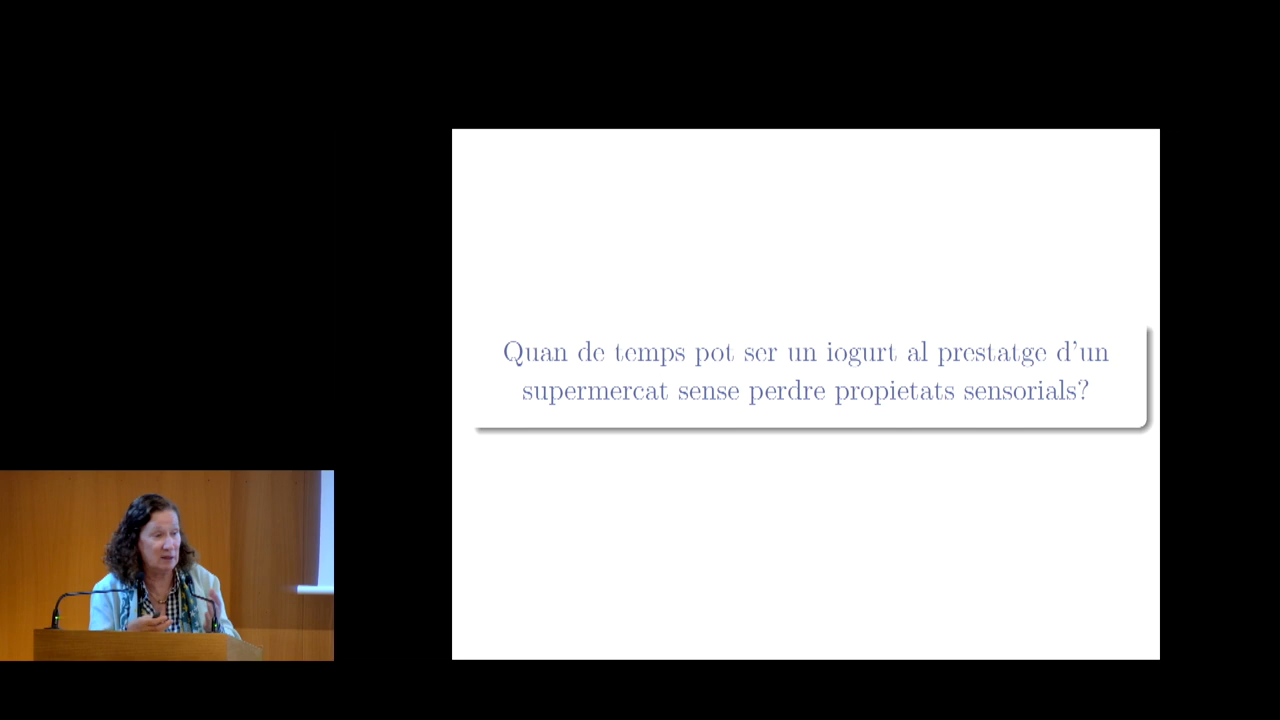 Quan de temps pot ser un iogurt al prestatge d'un
supermercat sense perdre propietats sensorials?